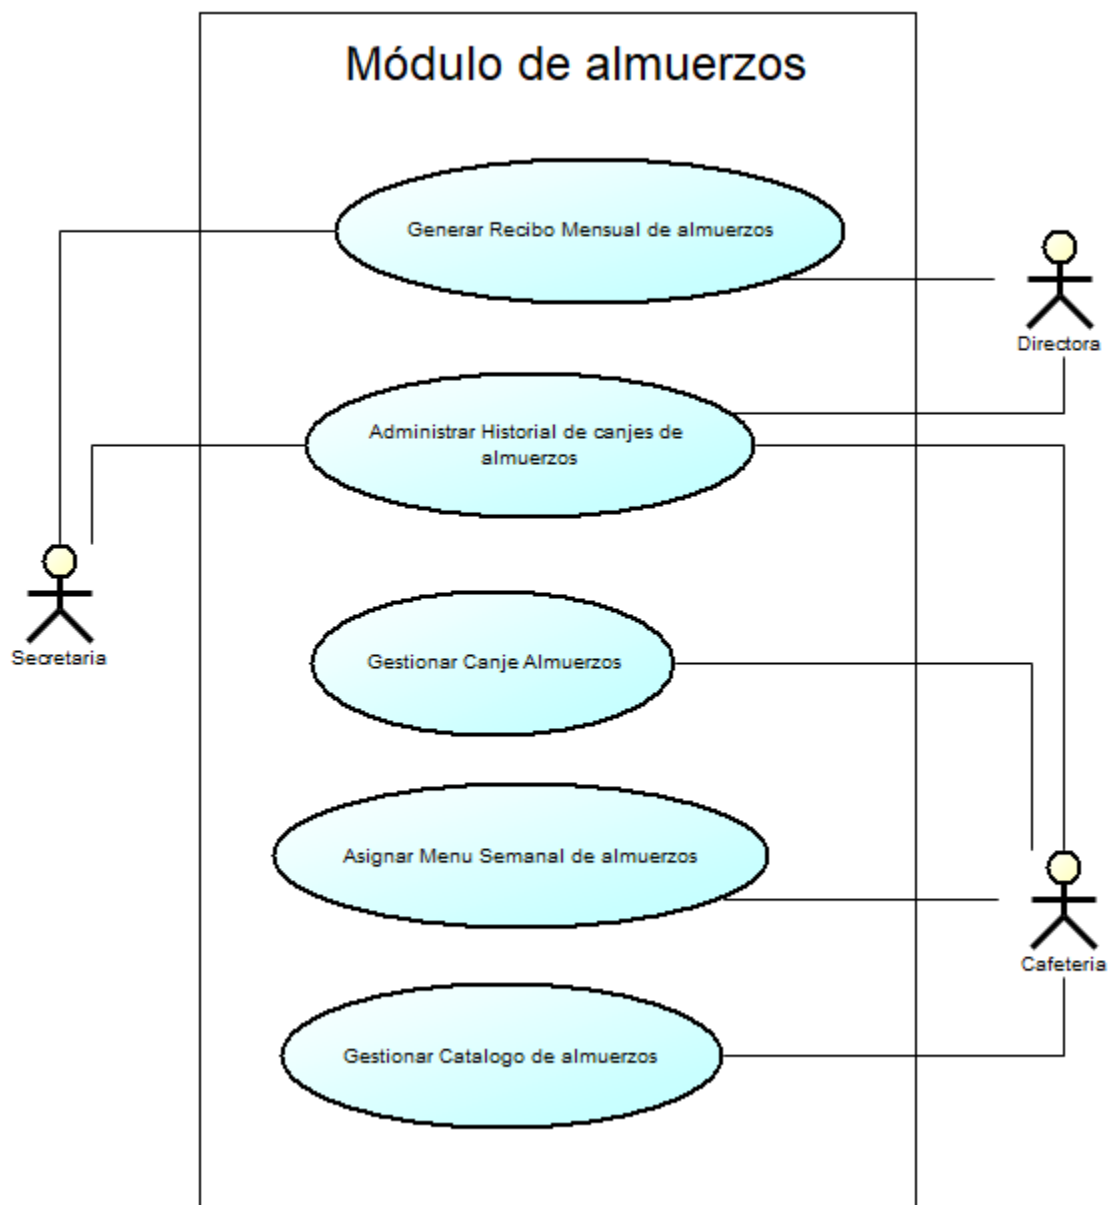 Módulo de almuerzos
Generar Recibo Mensual de almuerzos
Directora
Administrar Historial de canjes de
almuerzos
Secretaria
Gestionar Canje Almuerzos
Asignar Menu Semanal de almuerzos
Cafeteria
Gestionar Catalogo de almuerzos